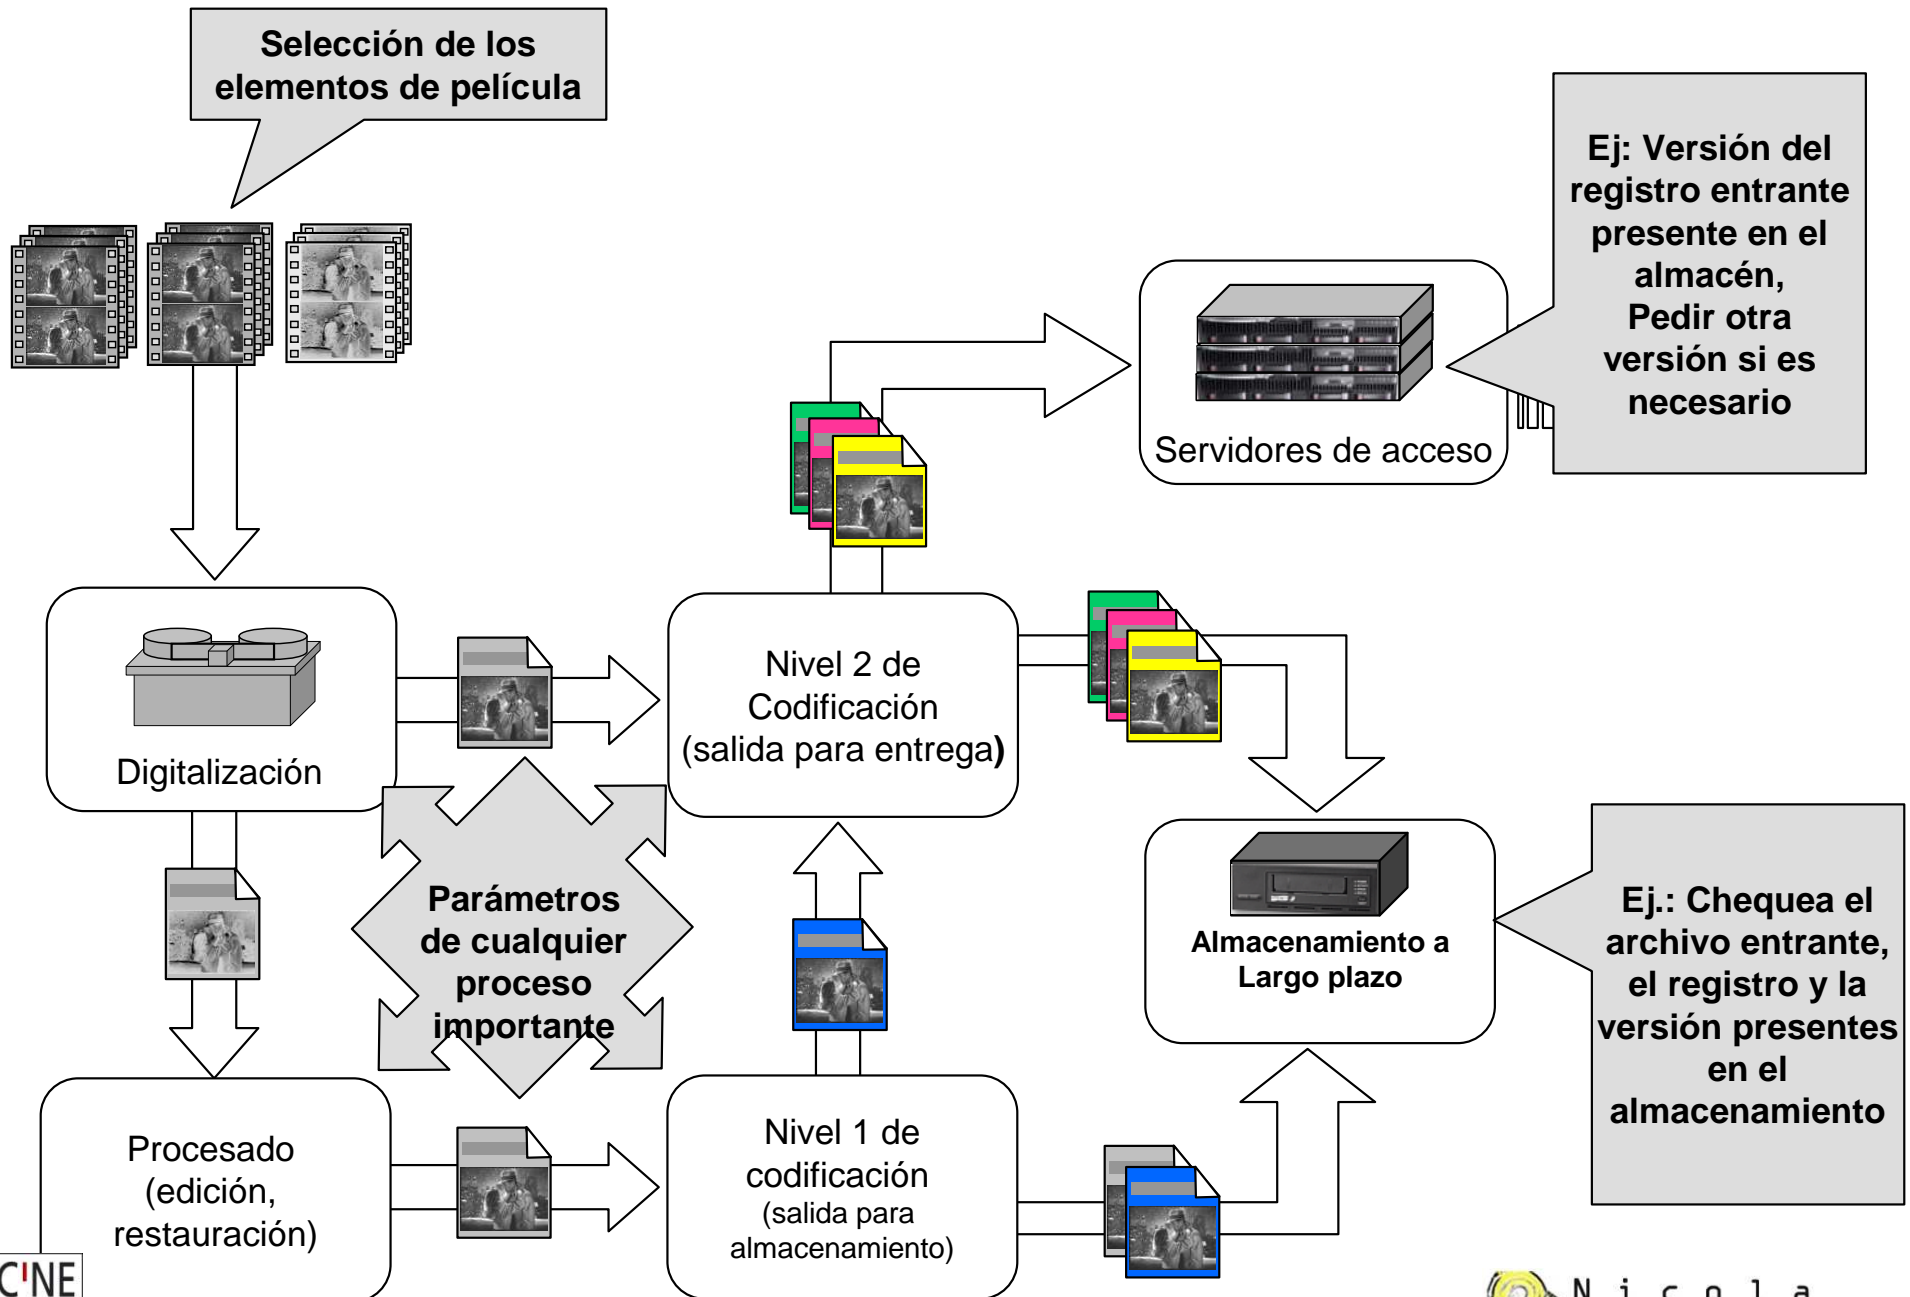 Selección de los
elementos de película
Ej: Versión del
registro entrante
presente en el
almacén,
Pedir otra
versión si es
necesario
Servidores de acceso
Digitalización
Nivel 2 de
Codificación
(salida para entrega)
Parámetros
de cualquier
proceso
importante
Almacenamiento a
Largo plazo
Ej.: Chequea el
archivo entrante,
el registro y la
versión presentes
en el
almacenamiento
Procesado
(edición,
restauración)
Nivel 1 de
codificación
(salida para
almacenamiento)
C'NE
Nicola